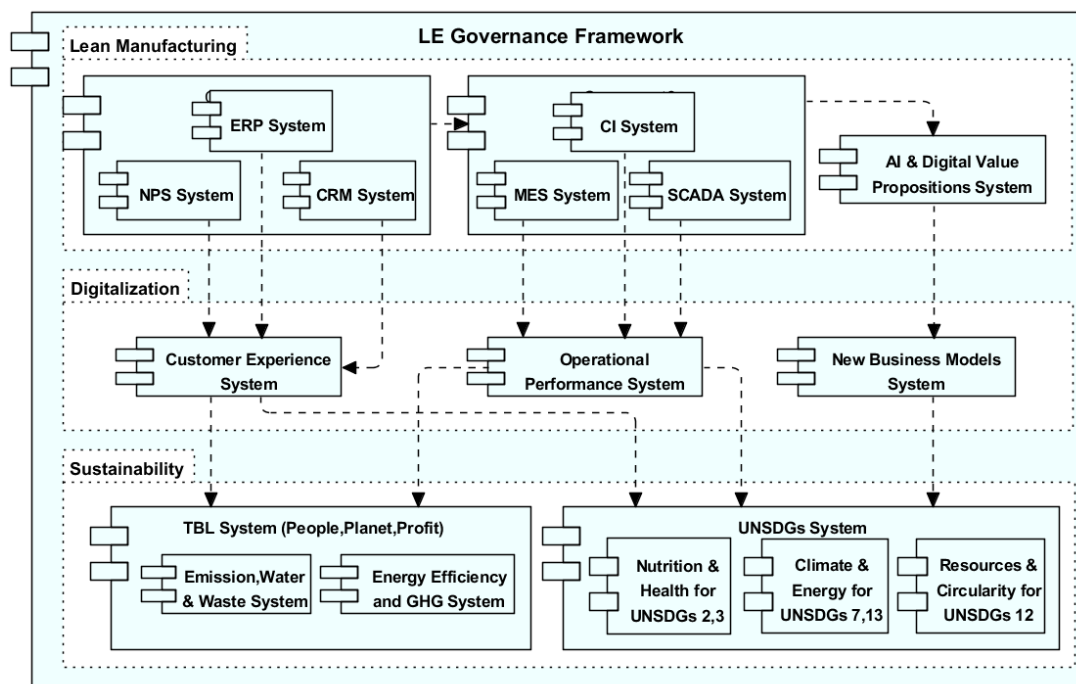 LE Governance Framework
Lean Manufacturing
ERP System
NPS System
CRM System
CI System
MES System
SCADA System
AI & Digital Value
Propositions System
Digitalization
Customer Experience
System
Operational
Performance System
New Business Models
System
Sustainability
TBL System (People,Planet,Profit)
Emission,Water
& Waste System
Energy Efficiency
and GHG System
UNSDGs System
Nutrition &
Health for
UNSDGs 2,3
Climate &
Energy for
UNSDGs 7,13
Resources &
Circularity for
UNSDGs 12